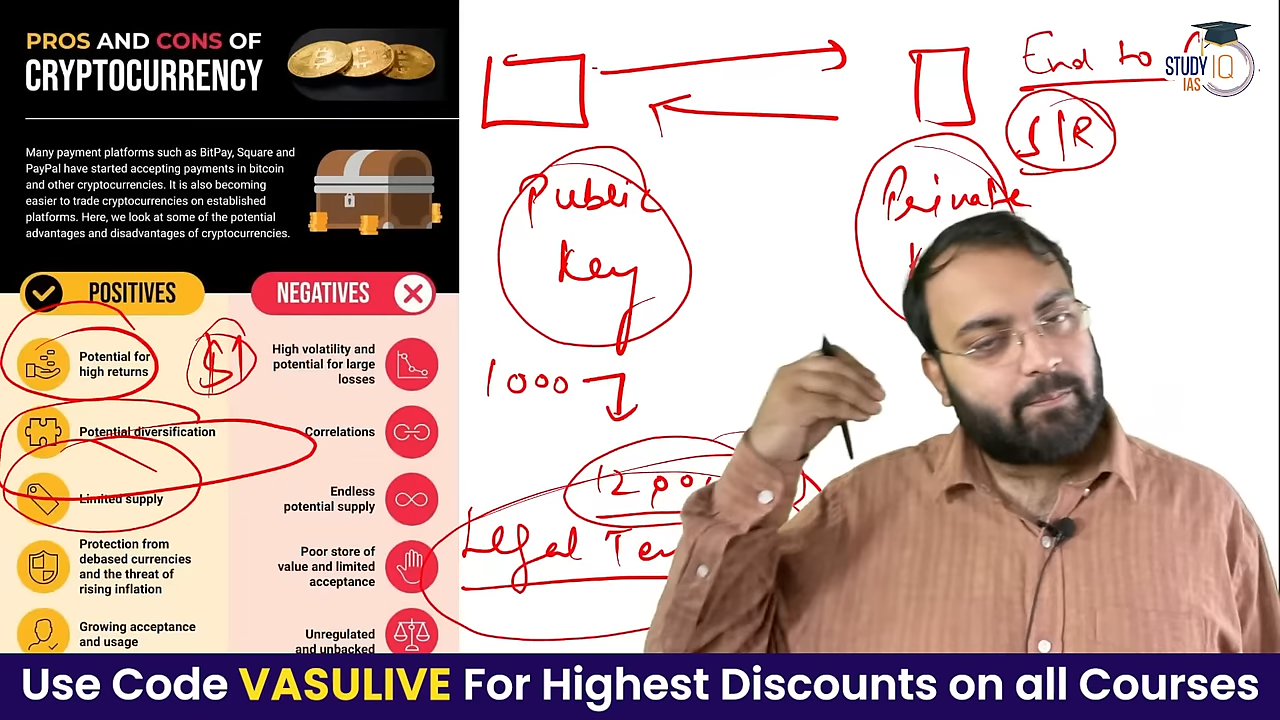 PROS AND CONS OF
CRYPTOCURRENCY
Many payment platforms such as BitPay, Square and
PayPal have started accepting payments in bitcoin
and other cryptocurrencies. It is also becoming
easier to trade cryptocurrencies on established
platforms. Here, we look at some of the potential
advantages and disadvantages of cryptocurrencies.
POSITIVES
Potential for
high returns
Potential diversification
Limited supply
Protection from
debased currencies
and the threat of
rising inflation
Growing acceptance
and usage
NEGATIVES
High volatility and
potential for large
losses
Correlations
Endless
potential supply
Poor store of
value and limited
acceptance
Unregulated
and unbacked
$1
End to
S/R
Public
Key
Private
1000
Legal
STUDY IQ
IAS
Use Code VASULIVE For Highest Discounts on all Courses